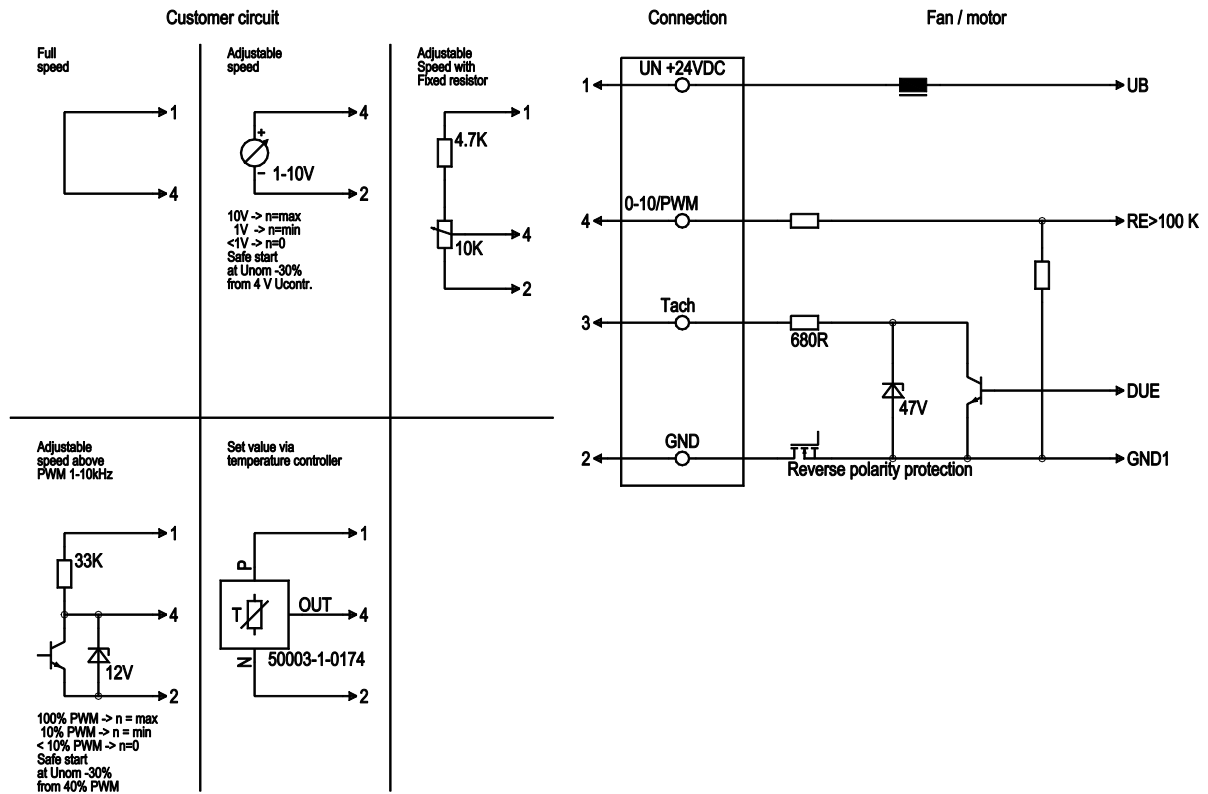 Customer circuit
Connection
Fan / motor
Full
speed
1
4
Adjustable
speed
4
+
1-10V
–
2
10V -> n=max
1V -> n=min
<1V -> n=0
Safe start
at Unom -30%
from 4 V Ucontr.
Adjustable
Speed with
Fixed resistor
1
4.7K
4
10K
2
Adjustable
speed above
PWM 1-10kHz
1
33K
4
12V
2
100% PWM -> n = max
10% PWM -> n = min
< 10% PWM -> n=0
Safe start
at Unom -30%
from 40% PWM
Set value via
temperature controller
1
P
T
OUT
4
N
50003-1-0174
2
UN +24VDC
1
UB
0-10/PWM
4
RE>100 K
Tach
3
680R
47V
DUE
GND
2
GND1
Reverse polarity protection